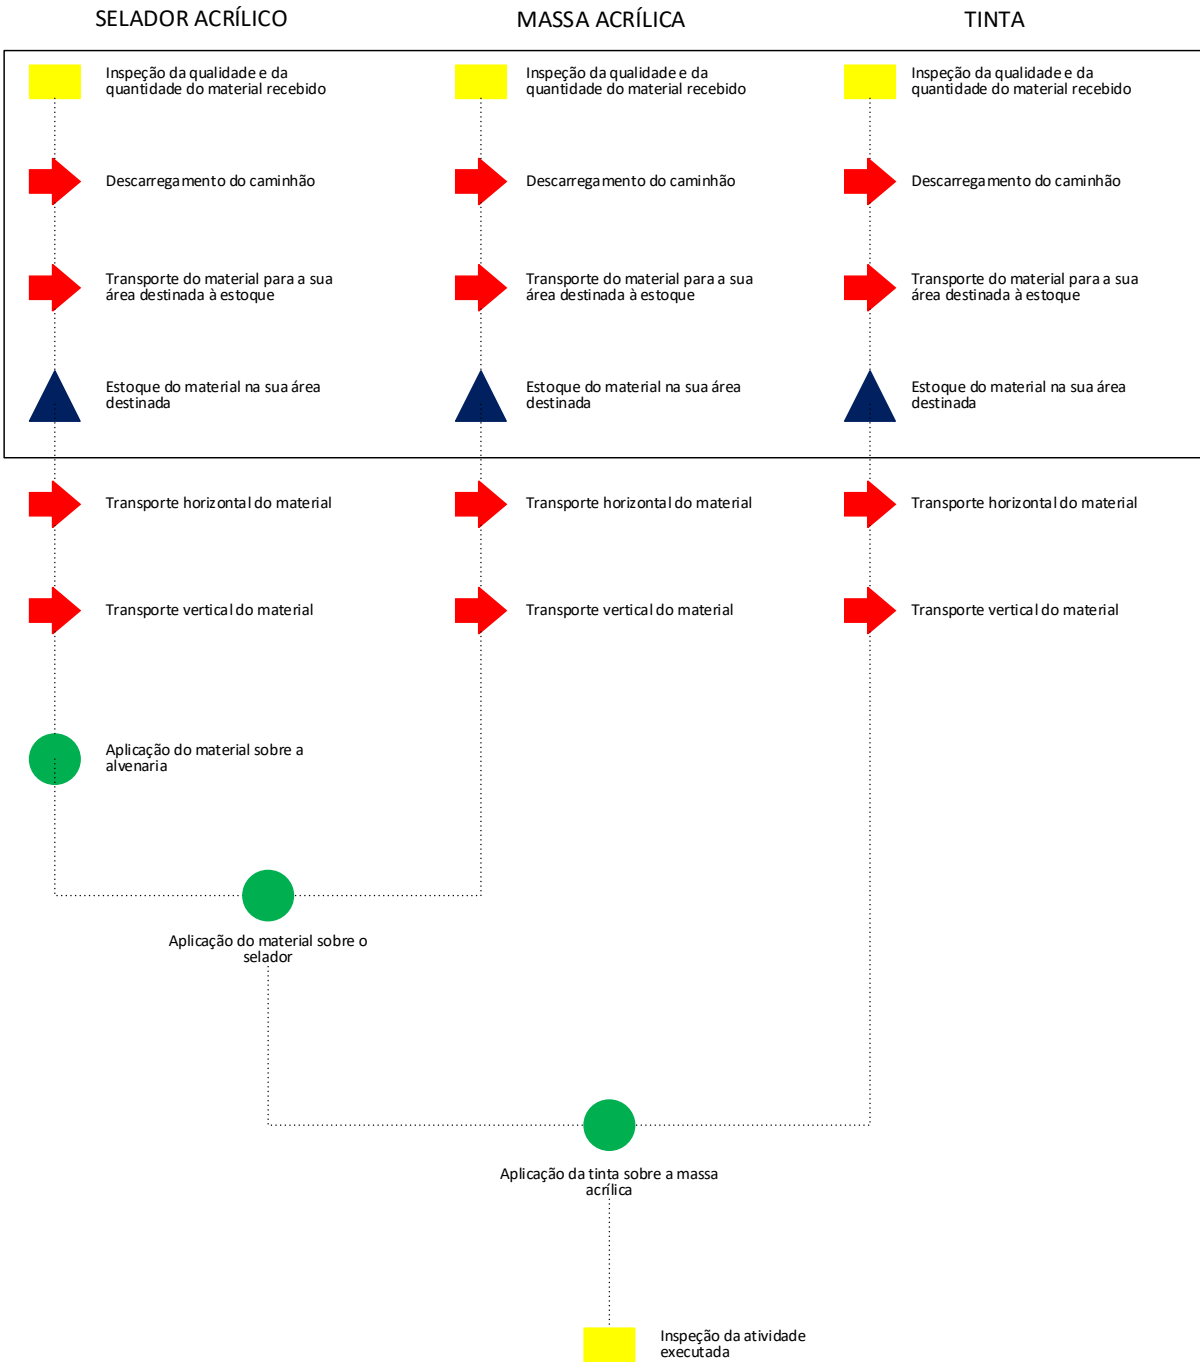 SELADOR ACRÍLICO
MASSA ACRÍLICA
TINTA
Inspeção da qualidade e da
quantidade do material recebido
Inspeção da qualidade e da
quantidade do material recebido
Inspeção da qualidade e da
quantidade do material recebido
Descarregamento do caminhão
Descarregamento do caminhão
Descarregamento do caminhão
Transporte do material para a sua
área destinada à estoque
Transporte do material para a sua
área destinada à estoque
Transporte do material para a sua
área destinada à estoque
Estoque do material na sua área
destinada
Estoque do material na sua área
destinada
Estoque do material na sua área
destinada
Transporte horizontal do material
Transporte horizontal do material
Transporte horizontal do material
Transporte vertical do material
Transporte vertical do material
Transporte vertical do material
Aplicação do material sobre a
alvenaria
Aplicação do material sobre o
selador
Aplicação da tinta sobre a massa
acrílica
Inspeção da atividade
executada